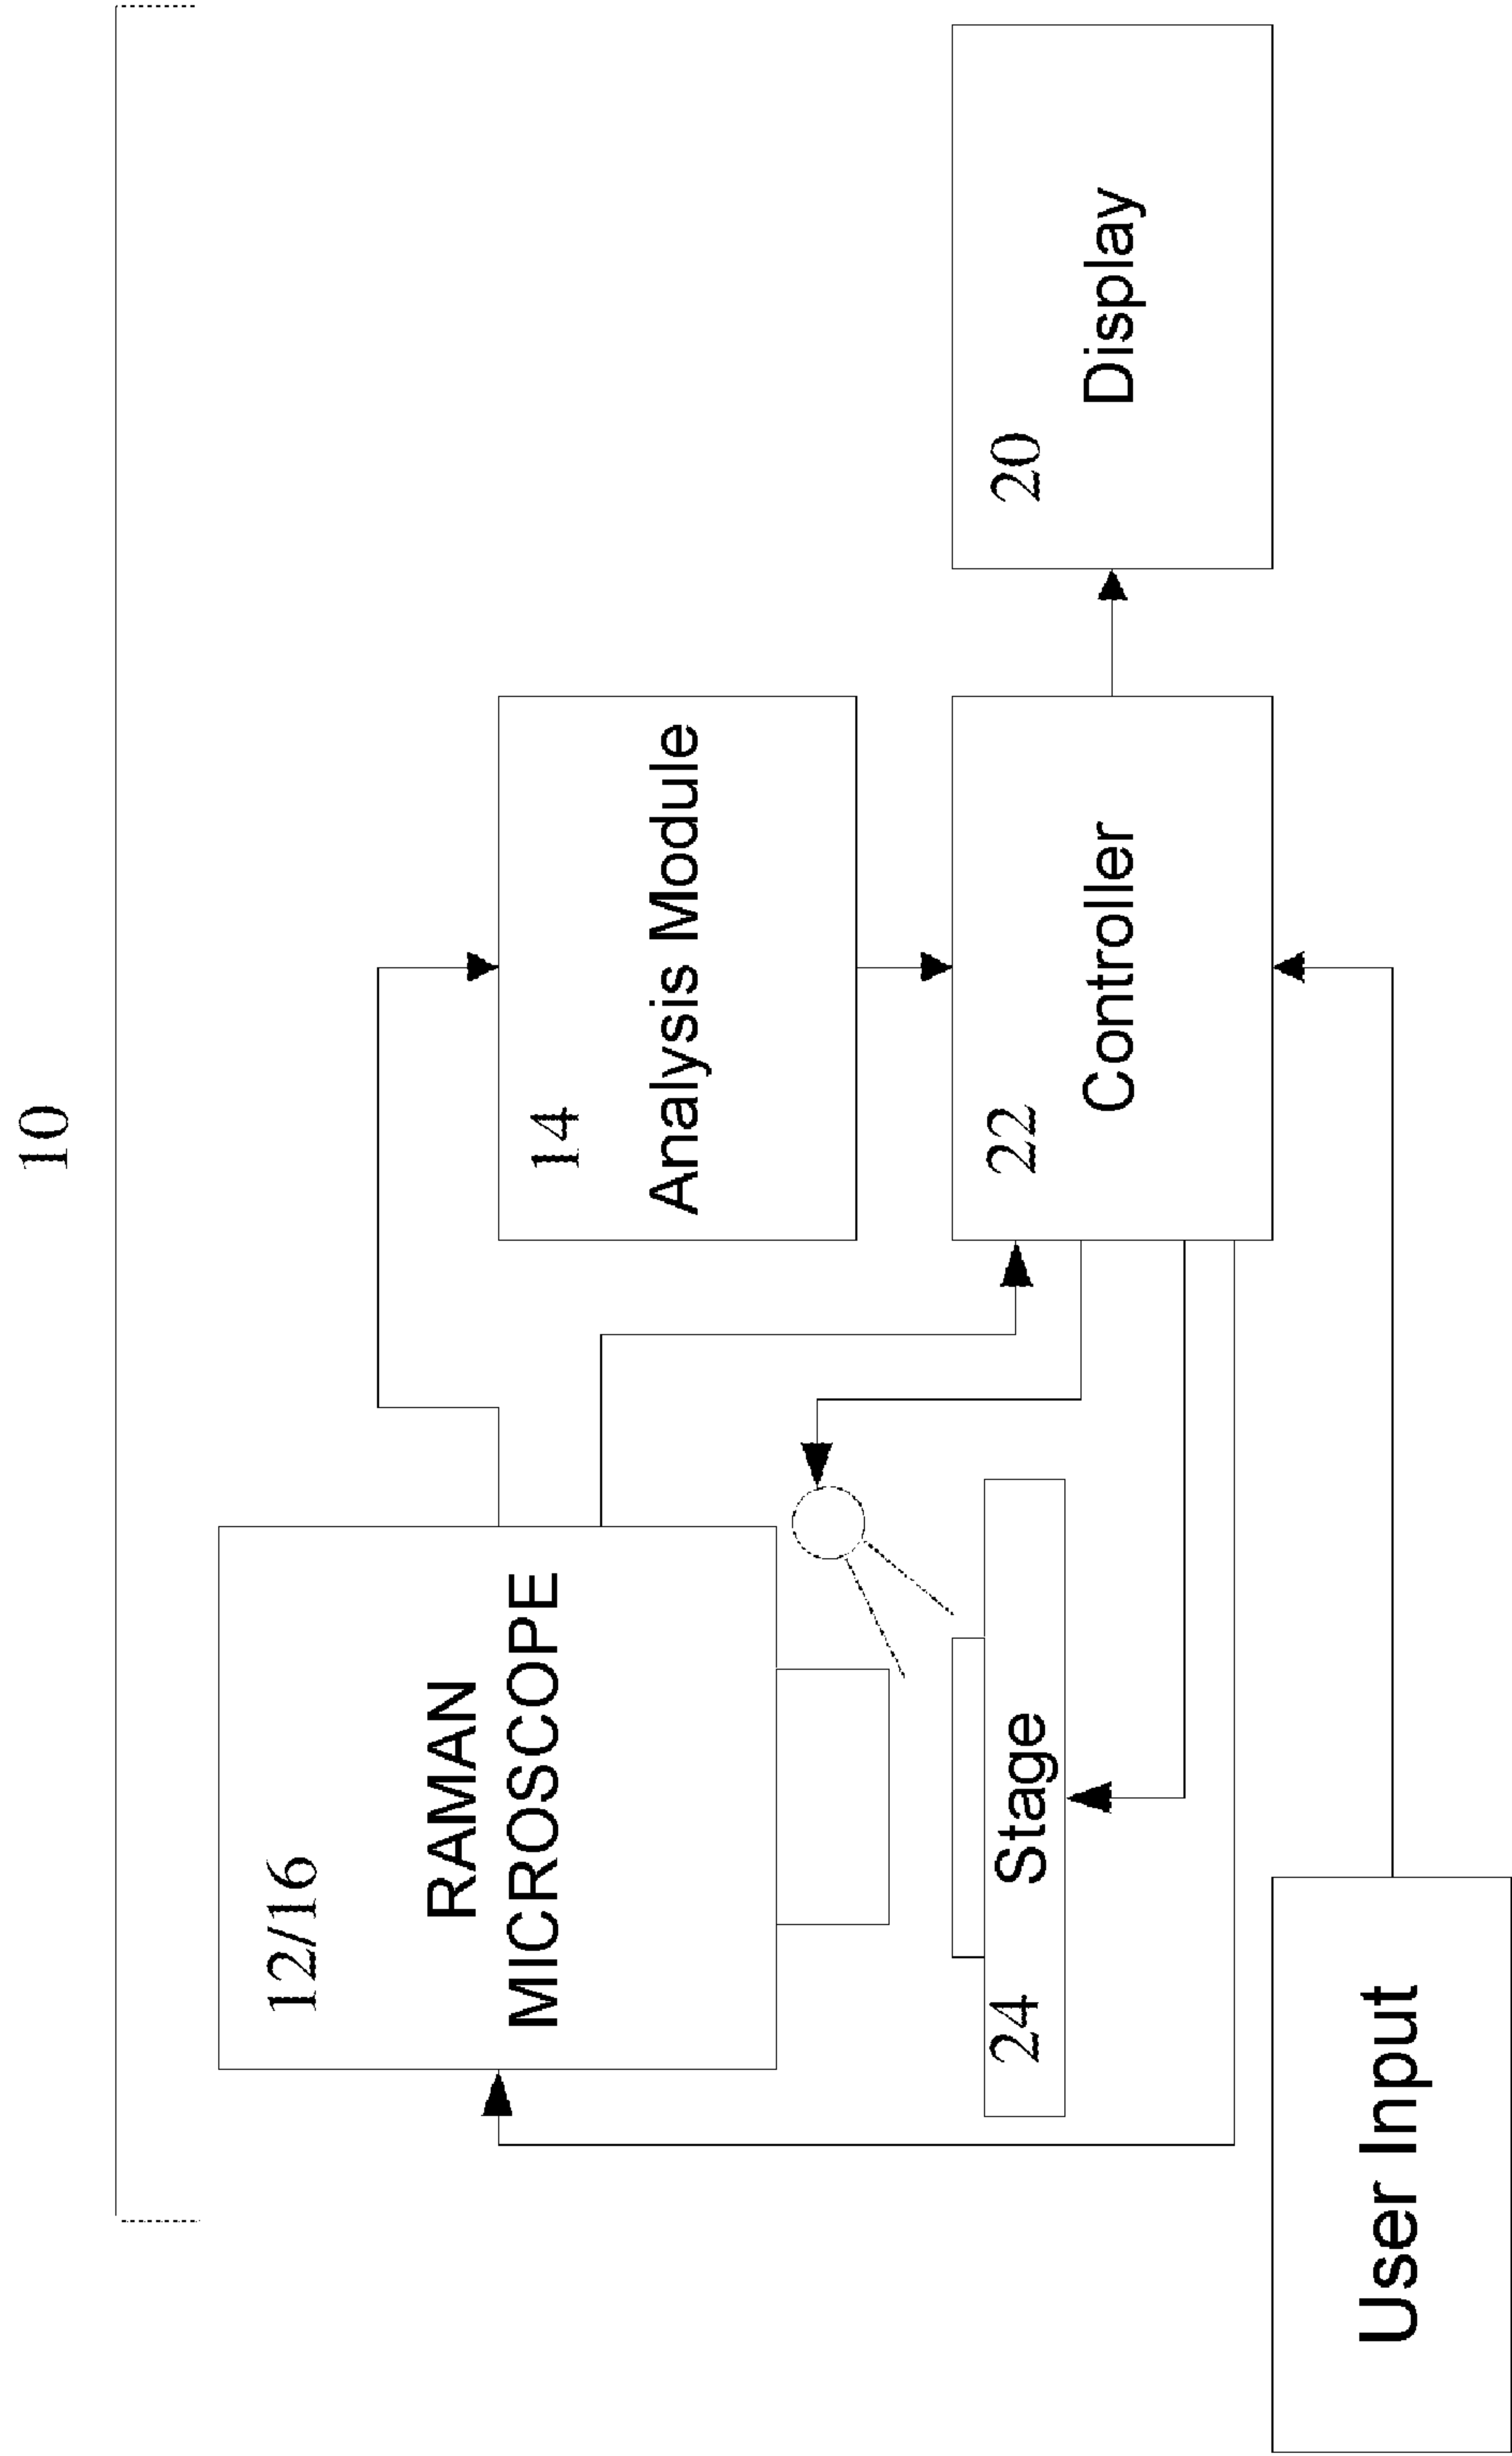 10
12/16
RAMAN
MICROSCOPE
14
Analysis Module
24
Stage
22
Controller
20
Display
User Input